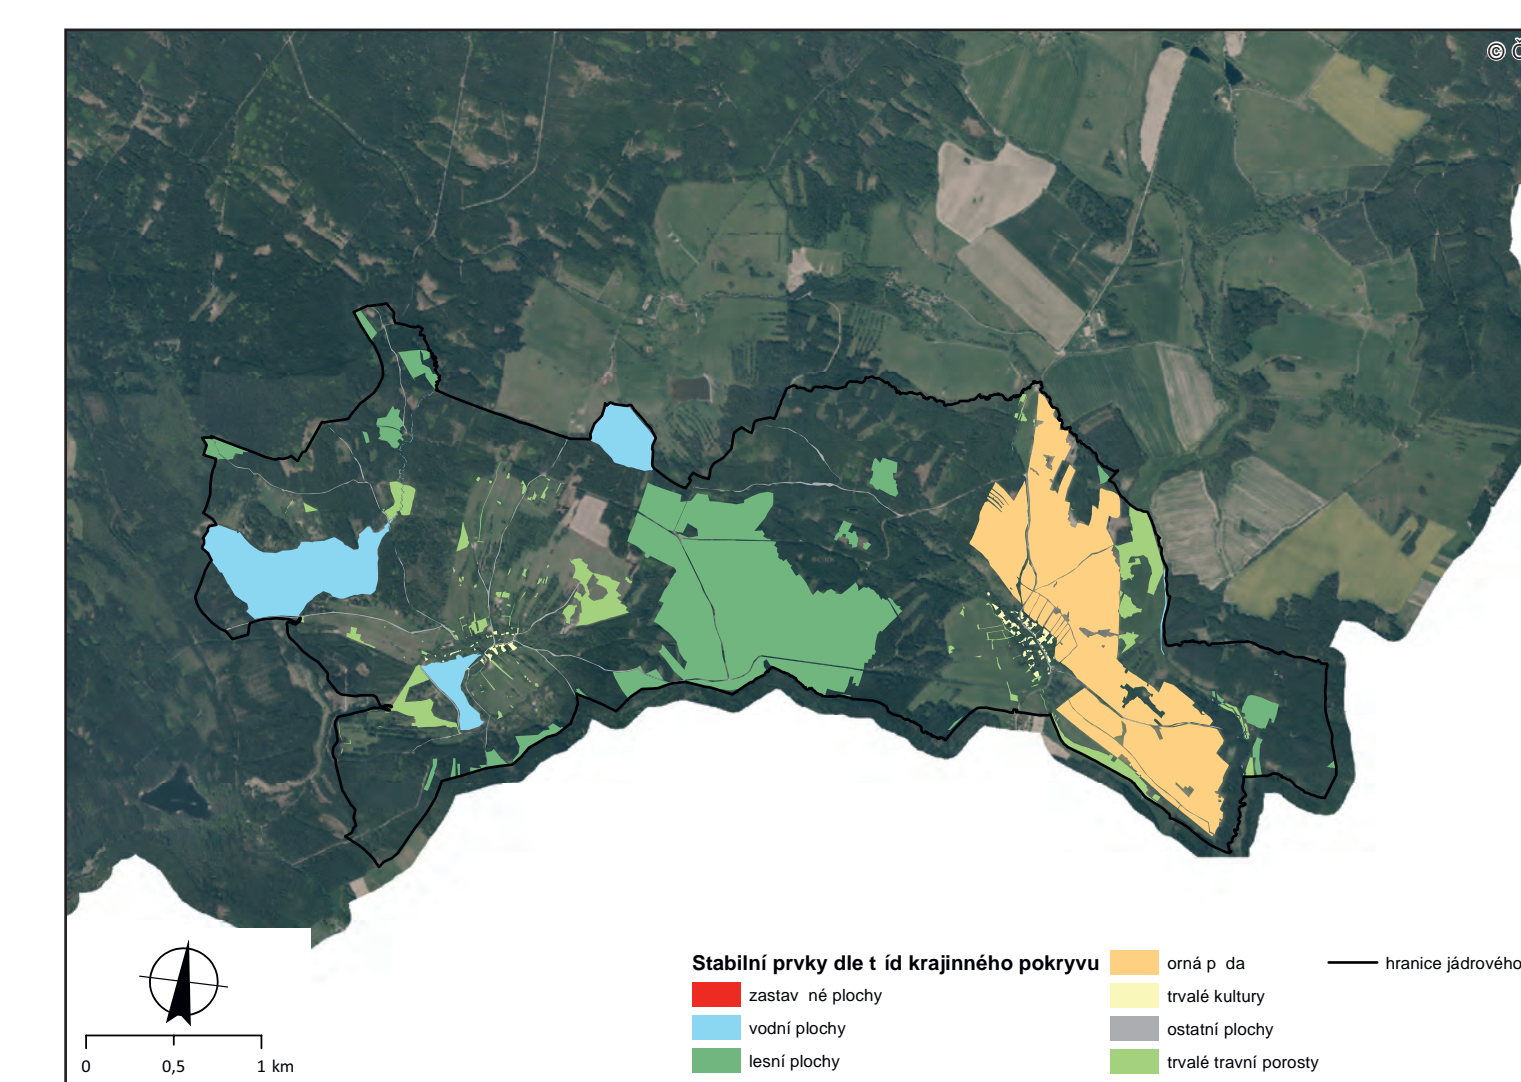 © Č
Stabilní prvky dle t íd krajinného pokryvu
zastav né plochy
vodní plochy
lesní plochy
orná p da
trvalé kultury
ostatní plochy
trvalé travní porosty
hranice jádrového
0 0,5 1 km